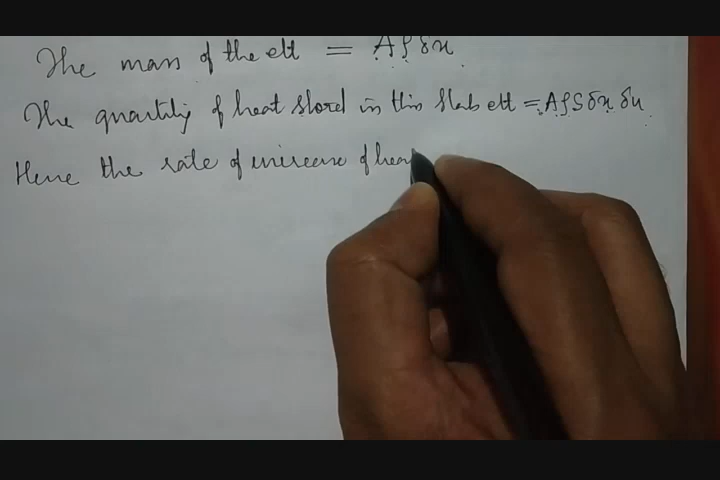 The mass of the elt = Aρδx
The quantity of heat stored in this slab elt = AρSδx δu
Hence the rate of increase of hea